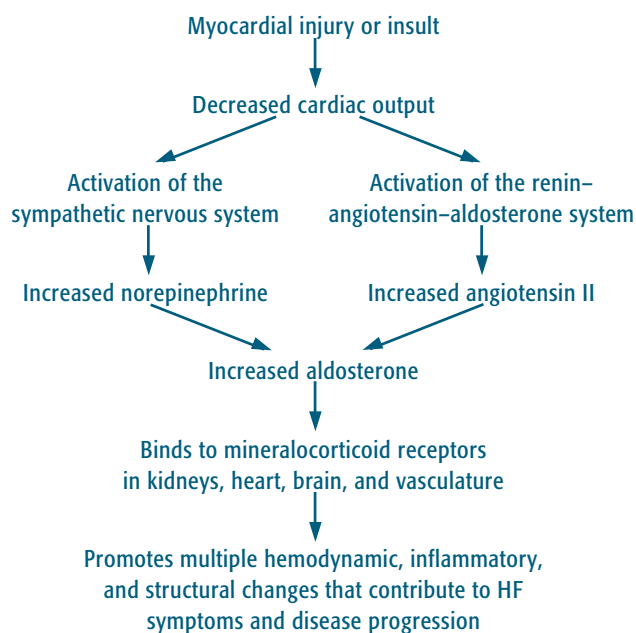 Myocardial injury or insult
Decreased cardiac output
Activation of the
sympathetic nervous system
Activation of the renin–
angiotensin–aldosterone system
Increased norepinephrine
Increased angiotensin II
Increased aldosterone
Binds to mineralocorticoid receptors
in kidneys, heart, brain, and vasculature
Promotes multiple hemodynamic, inflammatory,
and structural changes that contribute to HF
symptoms and disease progression